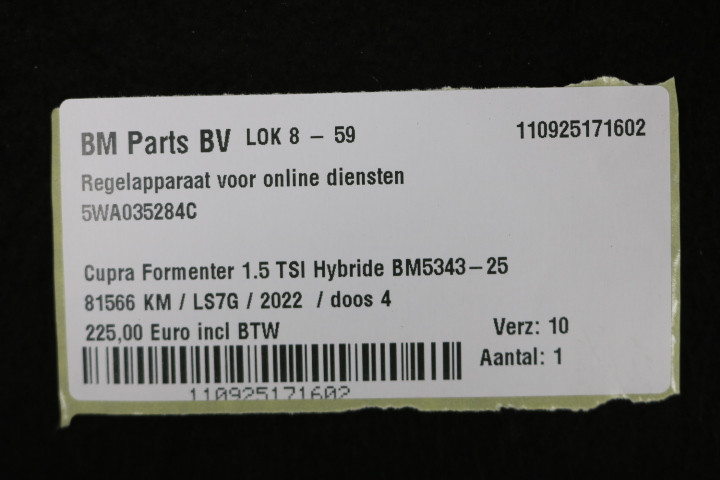 BM Parts BV LOK 8 - 59 110925171602
Regelapparaat voor online diensten
5WA035284C
Cupra Formenter 1.5 TSI Hybride BM5343-25
81566 KM / LS7G / 2022 / doos 4
225,00 Euro incl BTW Verz: 10
Aantal: 1
110925171602